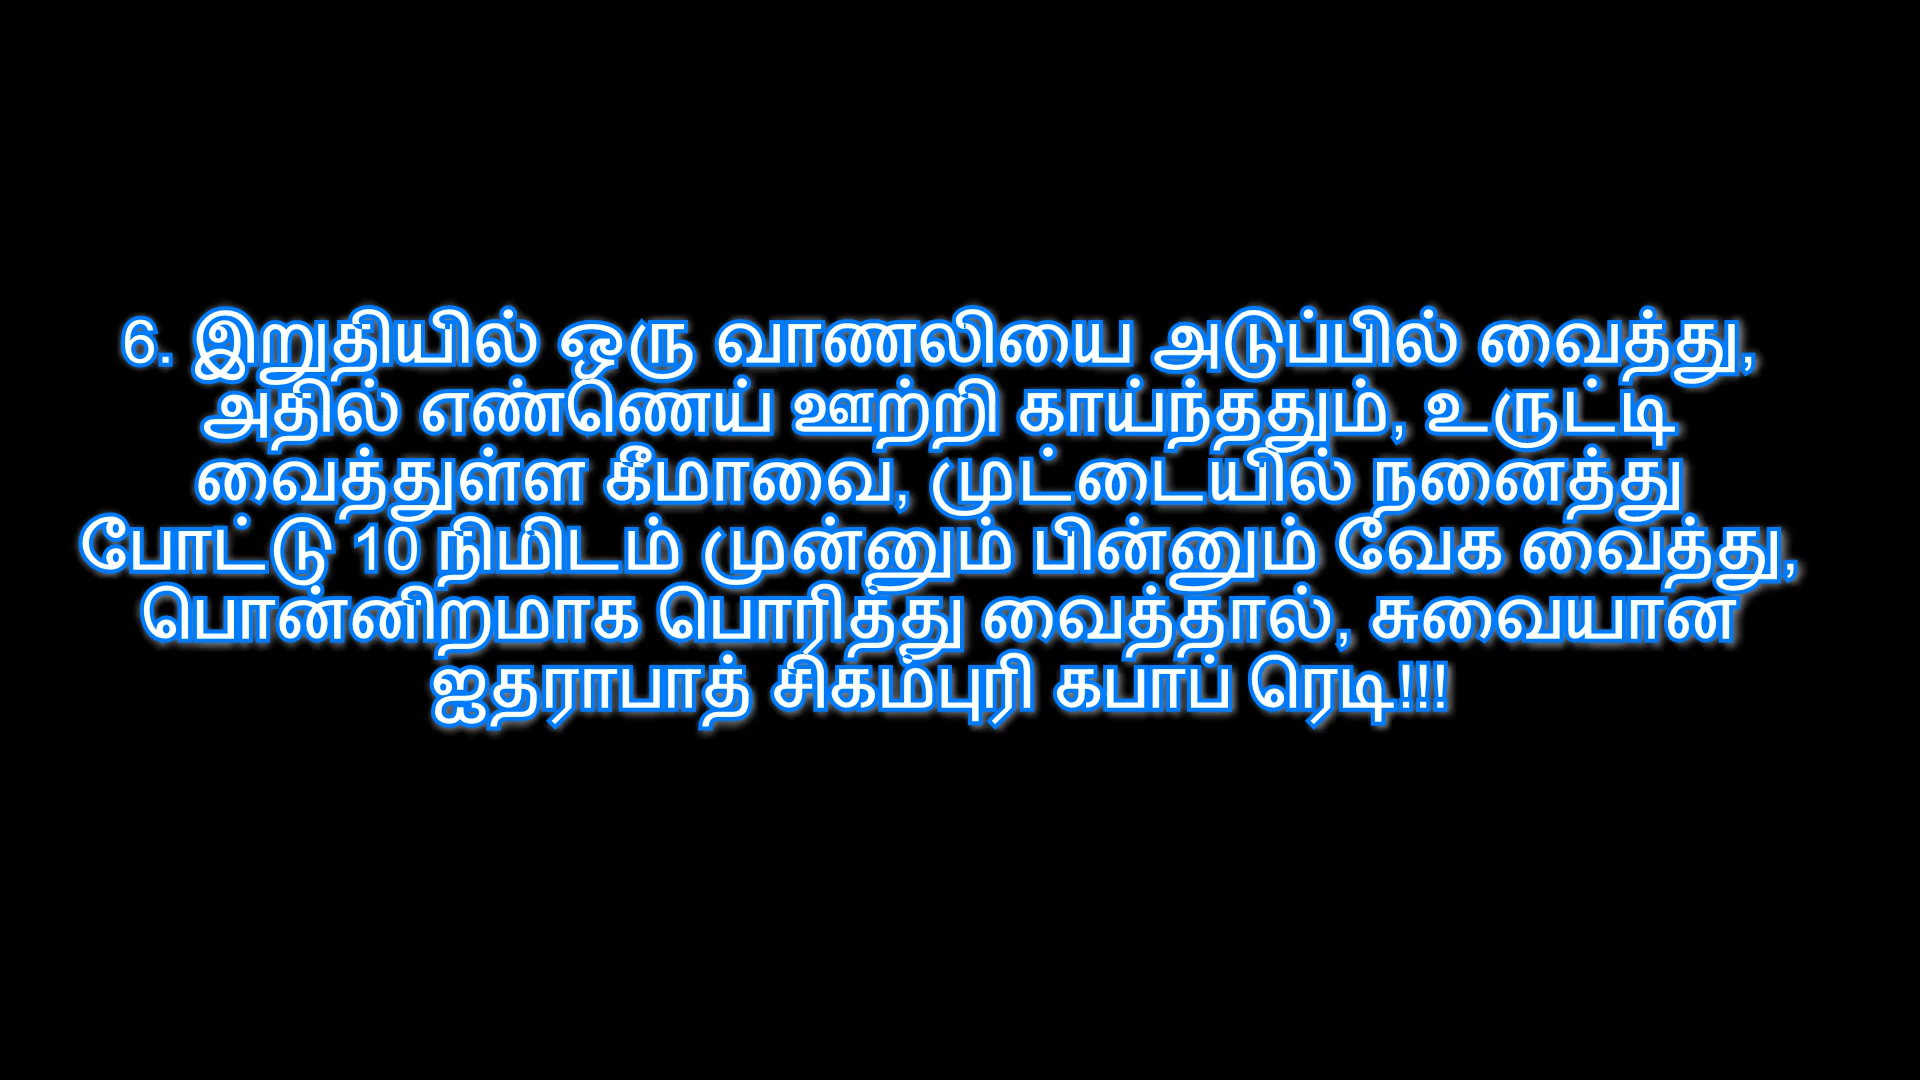 6. இறுதியில் ஒரு வாணலியை அடுப்பில் வைத்து,
அதில் எண்ணெய் ஊற்றி காய்ந்ததும், உருட்டி
வைத்துள்ள கீமாவை, முட்டையில் நனைத்து
போட்டு 10 நிமிடம் முன்னும் பின்னும் வேக வைத்து,
பொன்னிறமாக பொரித்து வைத்தால், சுவையான
ஐதராபாத் சிகம்புரி கபாப் ரெடி!!!